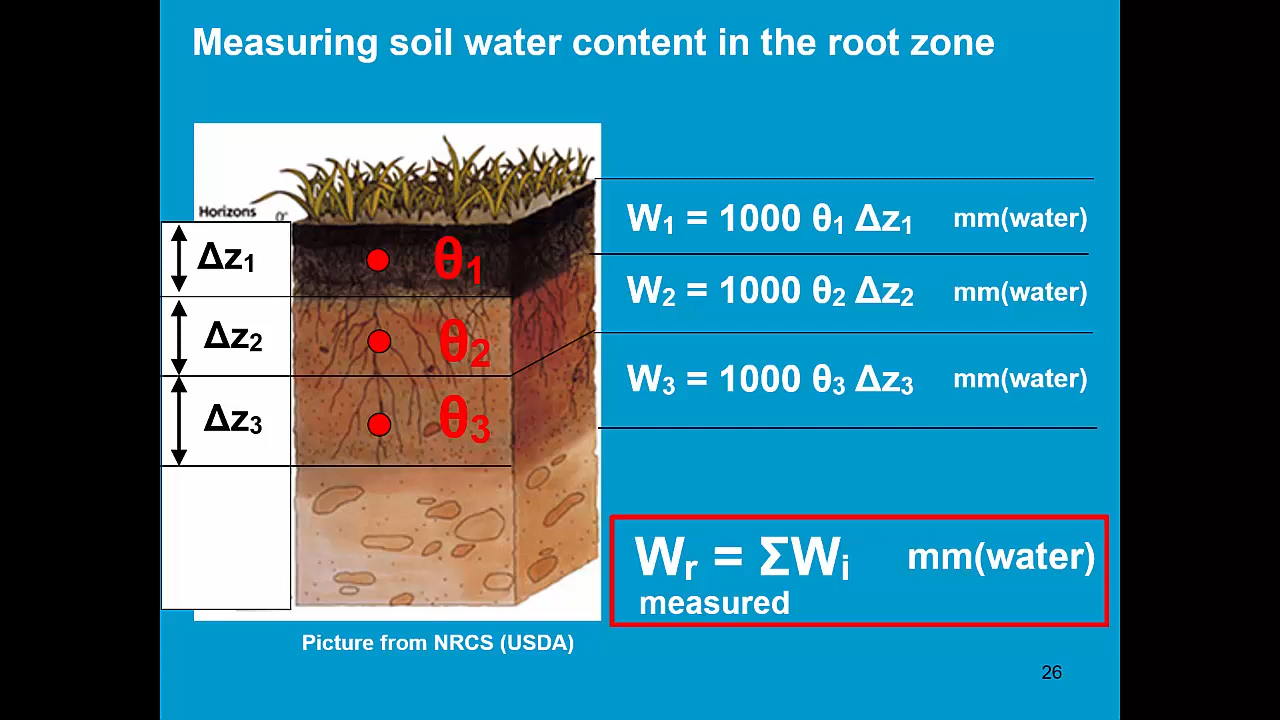 Measuring soil water content in the root zone
Horizons 0"
Δz₁
θ₁
W₁ = 1000 θ₁ Δz₁ mm(water)
Δz₂
θ₂
W₂ = 1000 θ₂ Δz₂ mm(water)
Δz₃
θ₃
W₃ = 1000 θ₃ Δz₃ mm(water)
Wᵣ = ΣWᵢ mm(water)
measured
Picture from NRCS (USDA)
26